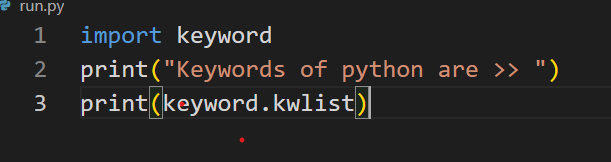 run.py
1 import keyword
2 print("Keywords of python are >> ")
3 print(keyword.kwlist)